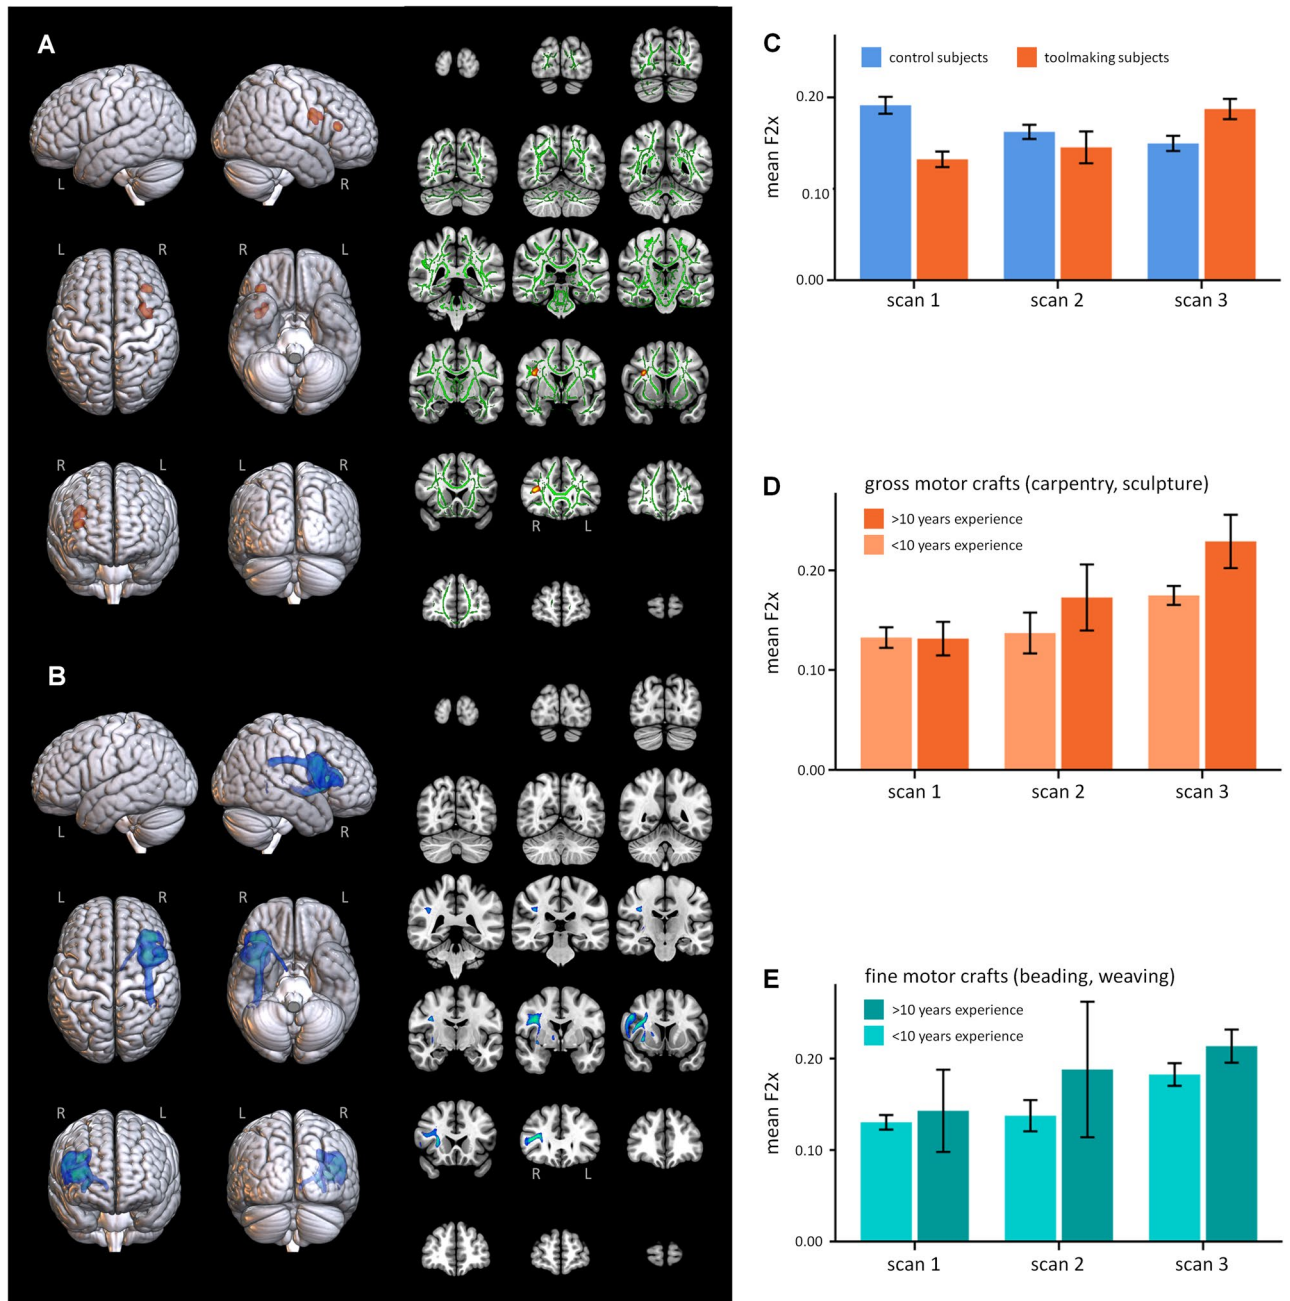 A
L
R
L R
R L
R L
L R
R L
B
L
R
L R
R L
R L
L R
R L
C
control subjects
toolmaking subjects
mean F2x
0.20
0.10
0.00
scan 1 scan 2 scan 3
D
gross motor crafts (carpentry, sculpture)
>10 years experience
<10 years experience
mean F2x
0.20
0.10
0.00
scan 1 scan 2 scan 3
E
fine motor crafts (beading, weaving)
>10 years experience
<10 years experience
mean F2x
0.20
0.10
0.00
scan 1 scan 2 scan 3